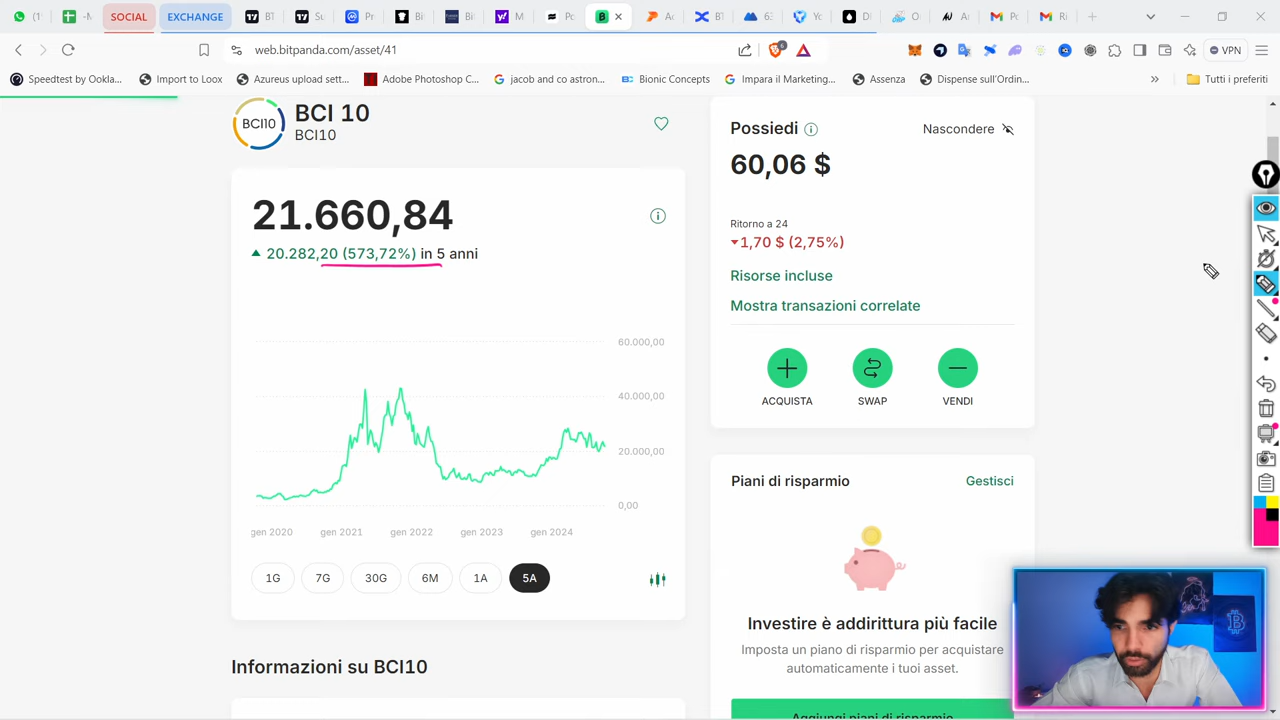 SOCIAL
EXCHANGE
web.bitpanda.com/asset/41
VPN
Speedtest by Ookla...
Import to Loox
Azureus upload sett...
Adobe Photoshop C...
jacob and co astron...
Bionic Concepts
Impara il Marketing...
Assenza
Dispense sull'Ordin...
Tutti i preferiti
BCI10
BCI 10
BCI10
21.660,84
20.282,20 (573,72%) in 5 anni
60.000,00
40.000,00
20.000,00
0,00
gen 2020
gen 2021
gen 2022
gen 2023
gen 2024
1G
7G
30G
6M
1A
5A
Informazioni su BCI10
Possiedi
Nascondere
60,06 $
Ritorno a 24
1,70 $ (2,75%)
Risorse incluse
Mostra transazioni correlate
ACQUISTA
SWAP
VENDI
Piani di risparmio
Gestisci
Investire è addirittura più facile
Imposta un piano di risparmio per acquistare
automaticamente i tuoi asset.
Aggiungi piani di risparmio